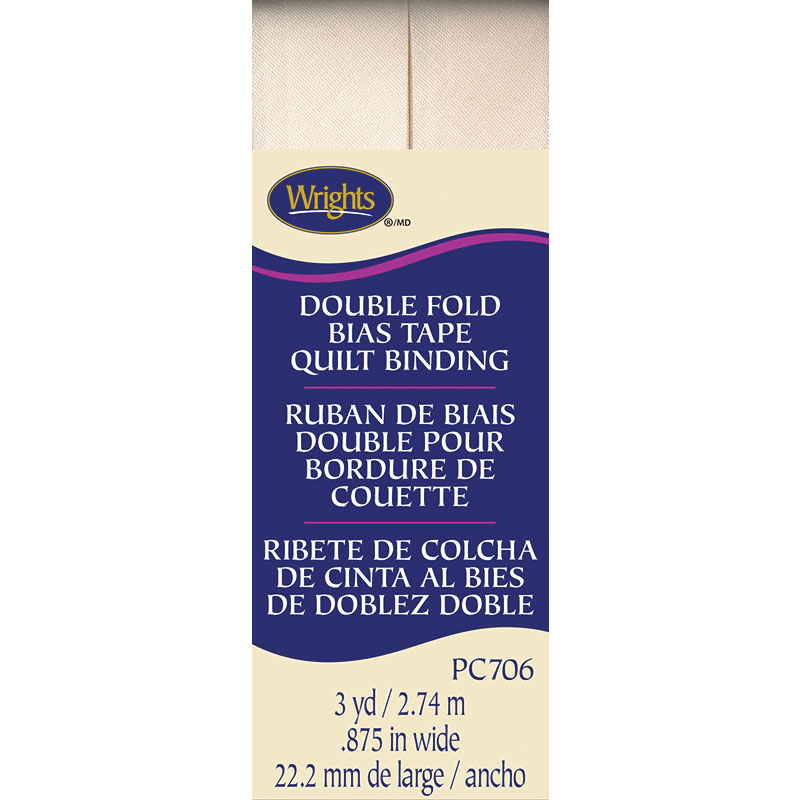 Wrights
®/MD
DOUBLE FOLD
BIAS TAPE
QUILT BINDING
RUBAN DE BIAIS
DOUBLE POUR
BORDURE DE
COUETTE
RIBETE DE COLCHA
DE CINTA AL BIES
DE DOBLEZ DOBLE
PC706
3 yd / 2.74 m
.875 in wide
22.2 mm de large / ancho